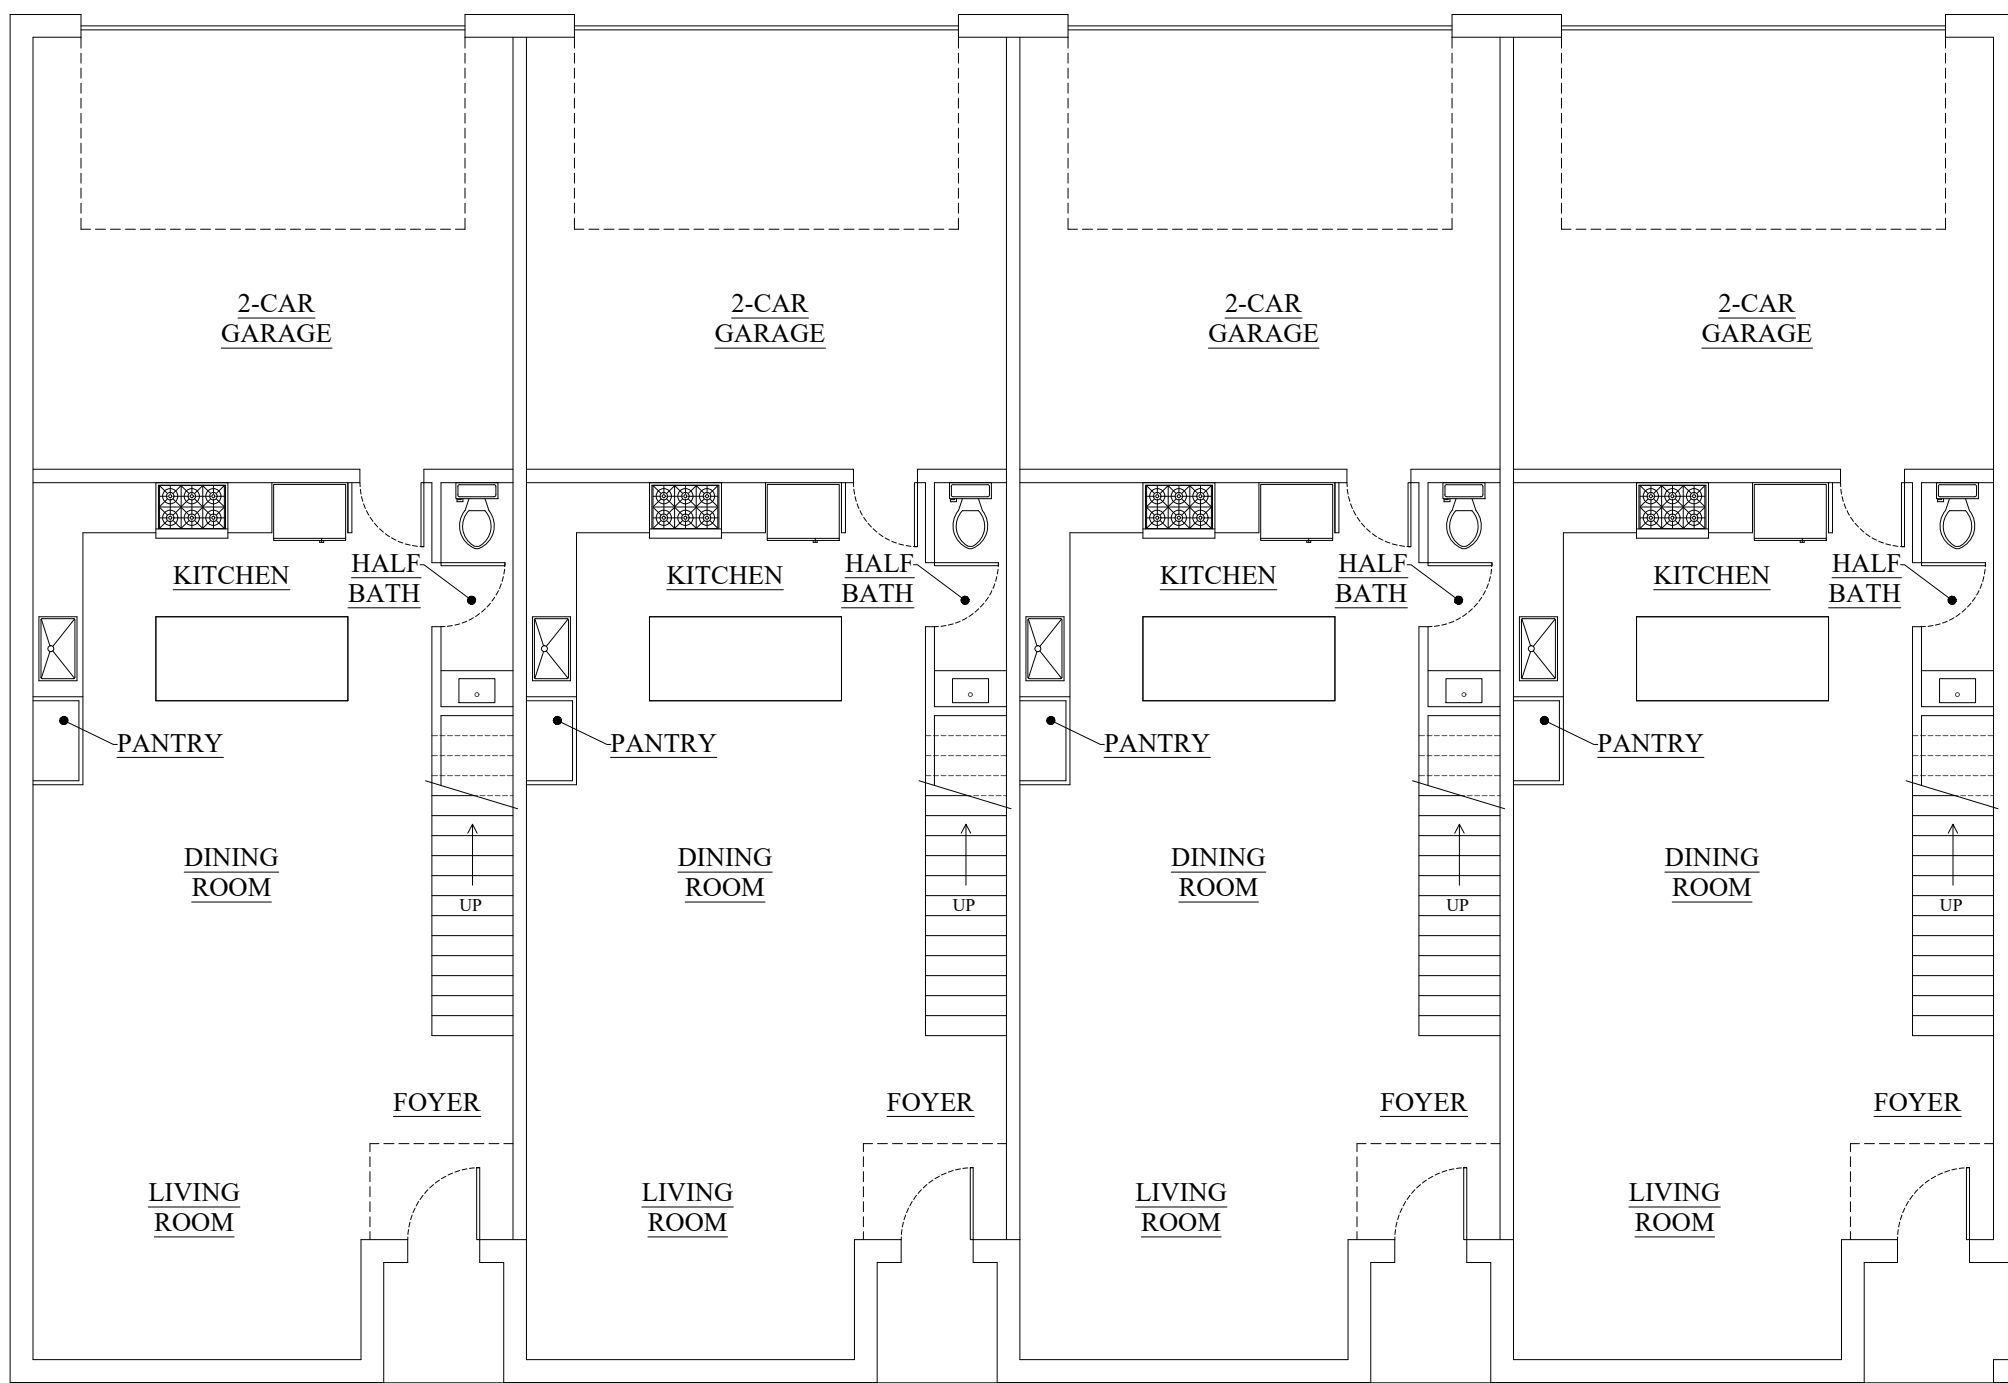 2-CAR
GARAGE
2-CAR
GARAGE
2-CAR
GARAGE
2-CAR
GARAGE
KITCHEN
HALF
BATH
KITCHEN
HALF
BATH
KITCHEN
HALF
BATH
KITCHEN
HALF
BATH
PANTRY
PANTRY
PANTRY
PANTRY
DINING
ROOM
UP
DINING
ROOM
UP
DINING
ROOM
UP
DINING
ROOM
UP
FOYER
FOYER
FOYER
FOYER
LIVING
ROOM
LIVING
ROOM
LIVING
ROOM
LIVING
ROOM